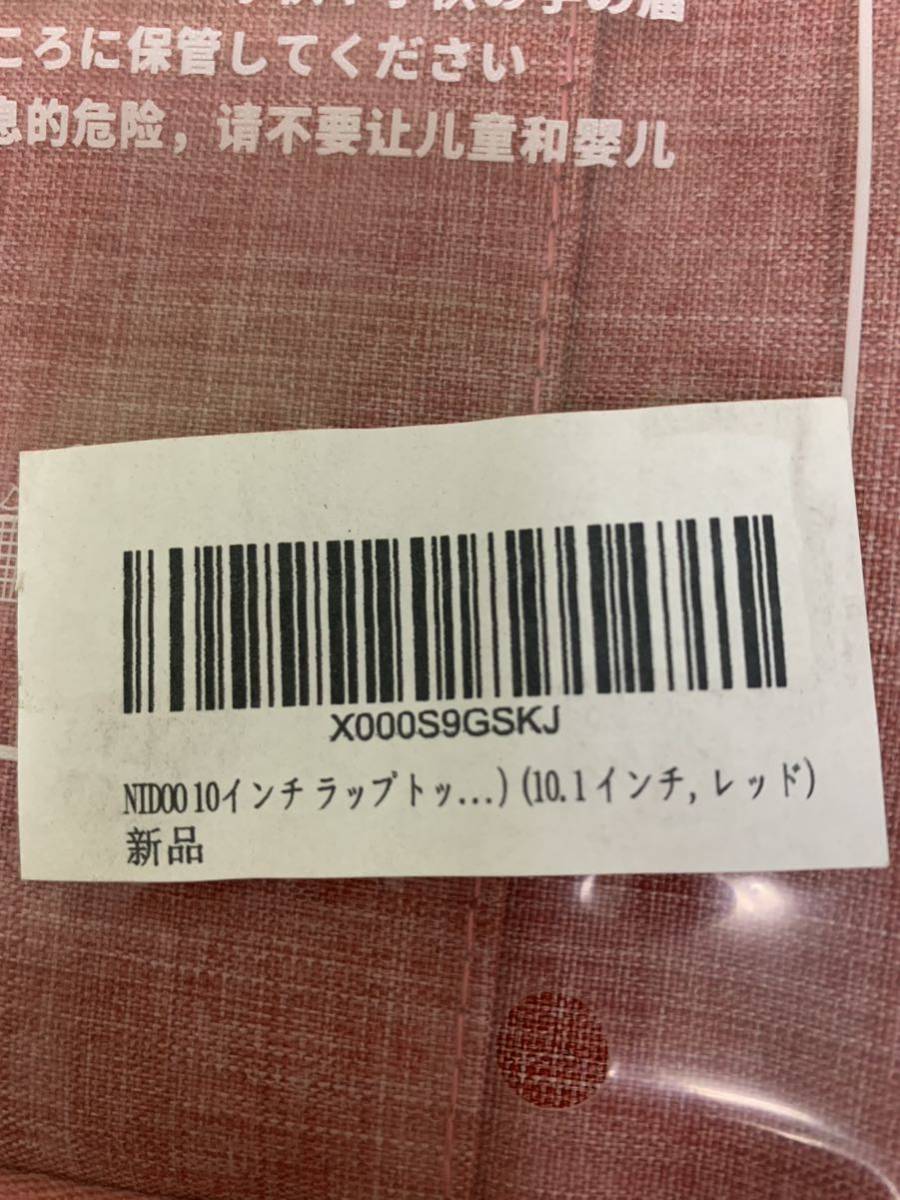 ころに保管してください
息的危险，请不要让儿童和婴儿
X000S9GSKJ
NIDOO 10インチ ラップトッ...) (10.1インチ, レッド)
新品